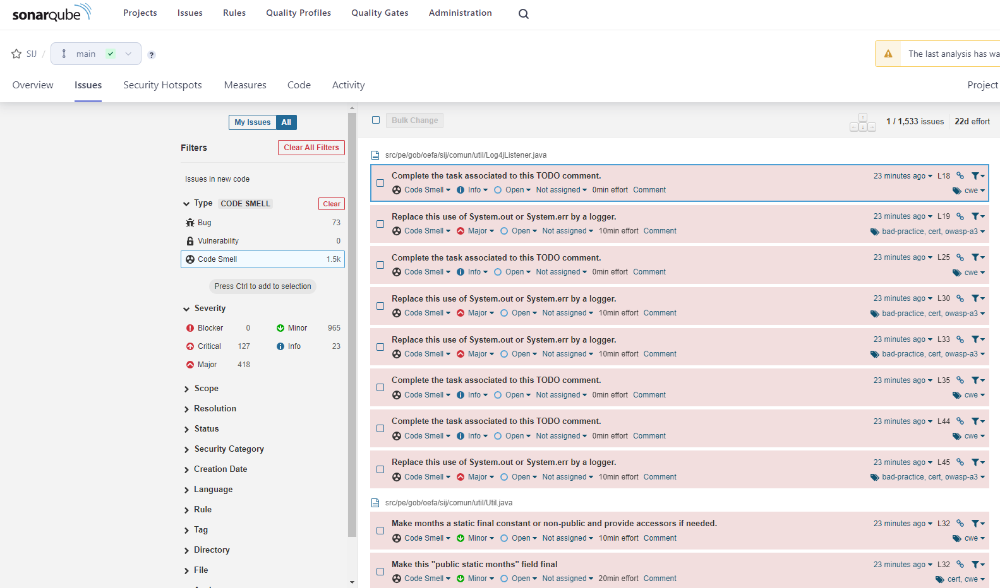 sonarqube Projects Issues Rules Quality Profiles Quality Gates Administration
SIJ / main ? The last analysis has wa
Overview Issues Security Hotspots Measures Code Activity Project
My Issues All
Filters Clear All Filters
Issues in new code
Type CODE SMELL Clear
Bug 73
Vulnerability 0
Code Smell 1.5k
Press Ctrl to add to selection
Severity
Blocker 0 Minor 965
Critical 127 Info 23
Major 418
Scope
Resolution
Status
Security Category
Creation Date
Language
Rule
Tag
Directory
File
Bulk Change 1 / 1,533 issues 22d effort
src/pe/gob/oefa/sij/comun/util/Log4jListener.java
Complete the task associated to this TODO comment. 23 minutes ago L18
Code Smell Info Open Not assigned 0min effort Comment cwe
Replace this use of System.out or System.err by a logger. 23 minutes ago L19
Code Smell Major Open Not assigned 10min effort Comment bad-practice, cert, owasp-a3
Complete the task associated to this TODO comment. 23 minutes ago L25
Code Smell Info Open Not assigned 0min effort Comment cwe
Replace this use of System.out or System.err by a logger. 23 minutes ago L30
Code Smell Major Open Not assigned 10min effort Comment bad-practice, cert, owasp-a3
Replace this use of System.out or System.err by a logger. 23 minutes ago L33
Code Smell Major Open Not assigned 10min effort Comment bad-practice, cert, owasp-a3
Complete the task associated to this TODO comment. 23 minutes ago L35
Code Smell Info Open Not assigned 0min effort Comment cwe
Complete the task associated to this TODO comment. 23 minutes ago L44
Code Smell Info Open Not assigned 0min effort Comment cwe
Replace this use of System.out or System.err by a logger. 23 minutes ago L45
Code Smell Major Open Not assigned 10min effort Comment bad-practice, cert, owasp-a3
src/pe/gob/oefa/sij/comun/util/Util.java
Make months a static final constant or non-public and provide accessors if needed. 23 minutes ago L32
Code Smell Minor Open Not assigned 10min effort Comment cwe
Make this "public static months" field final 23 minutes ago L32
Code Smell Minor Open Not assigned 20min effort Comment cert, cwe